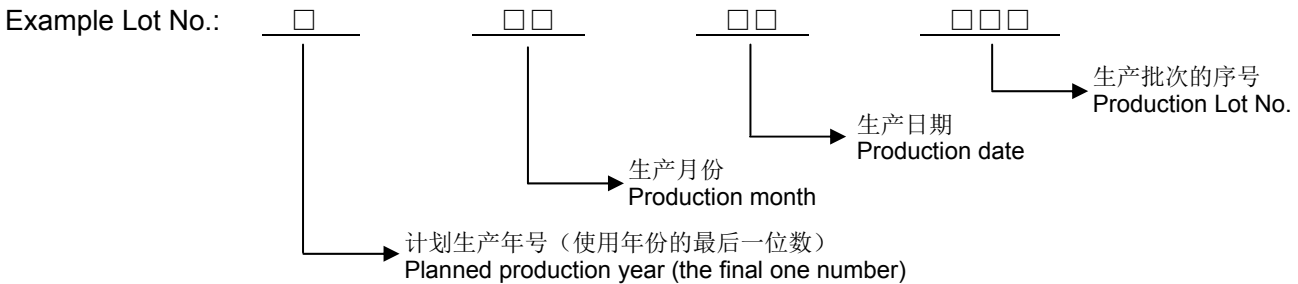 Example Lot No.: □ □□ □□ □□□
生产批次的序号
Production Lot No.
生产日期
Production date
生产月份
Production month
计划生产年号（使用年份的最后一位数）
Planned production year (the final one number)